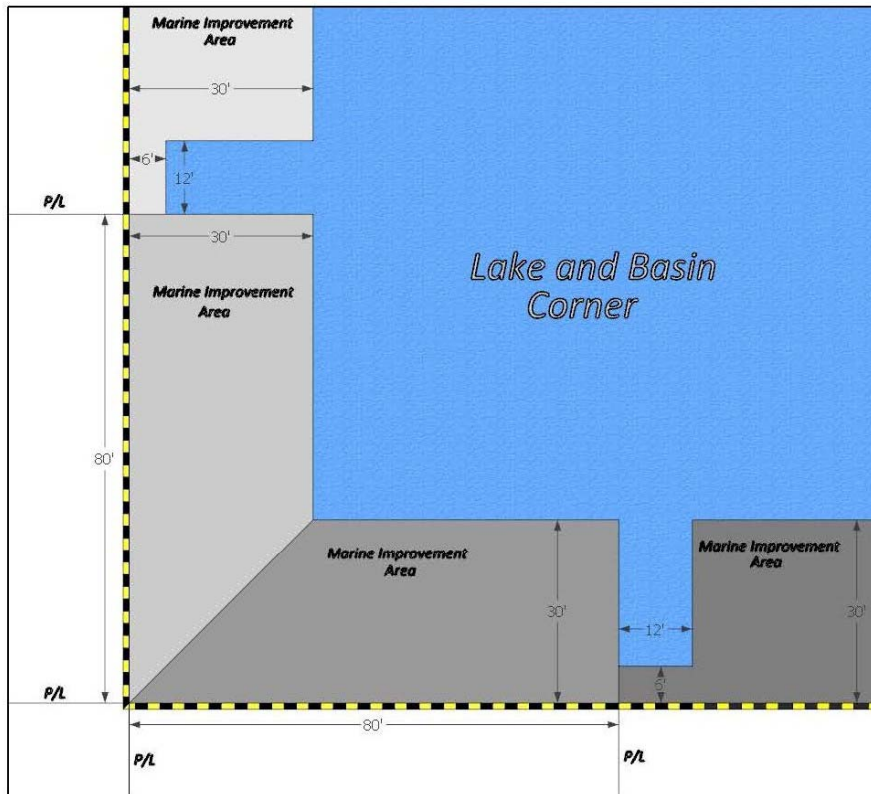 Marine Improvement
Area
30'
6'
12'
P/L
30'
Lake and Basin
Corner
Marine Improvement
Area
80'
Marine Improvement
Area
Marine Improvement
Area
30'
12'
30'
6'
P/L
80'
P/L
P/L